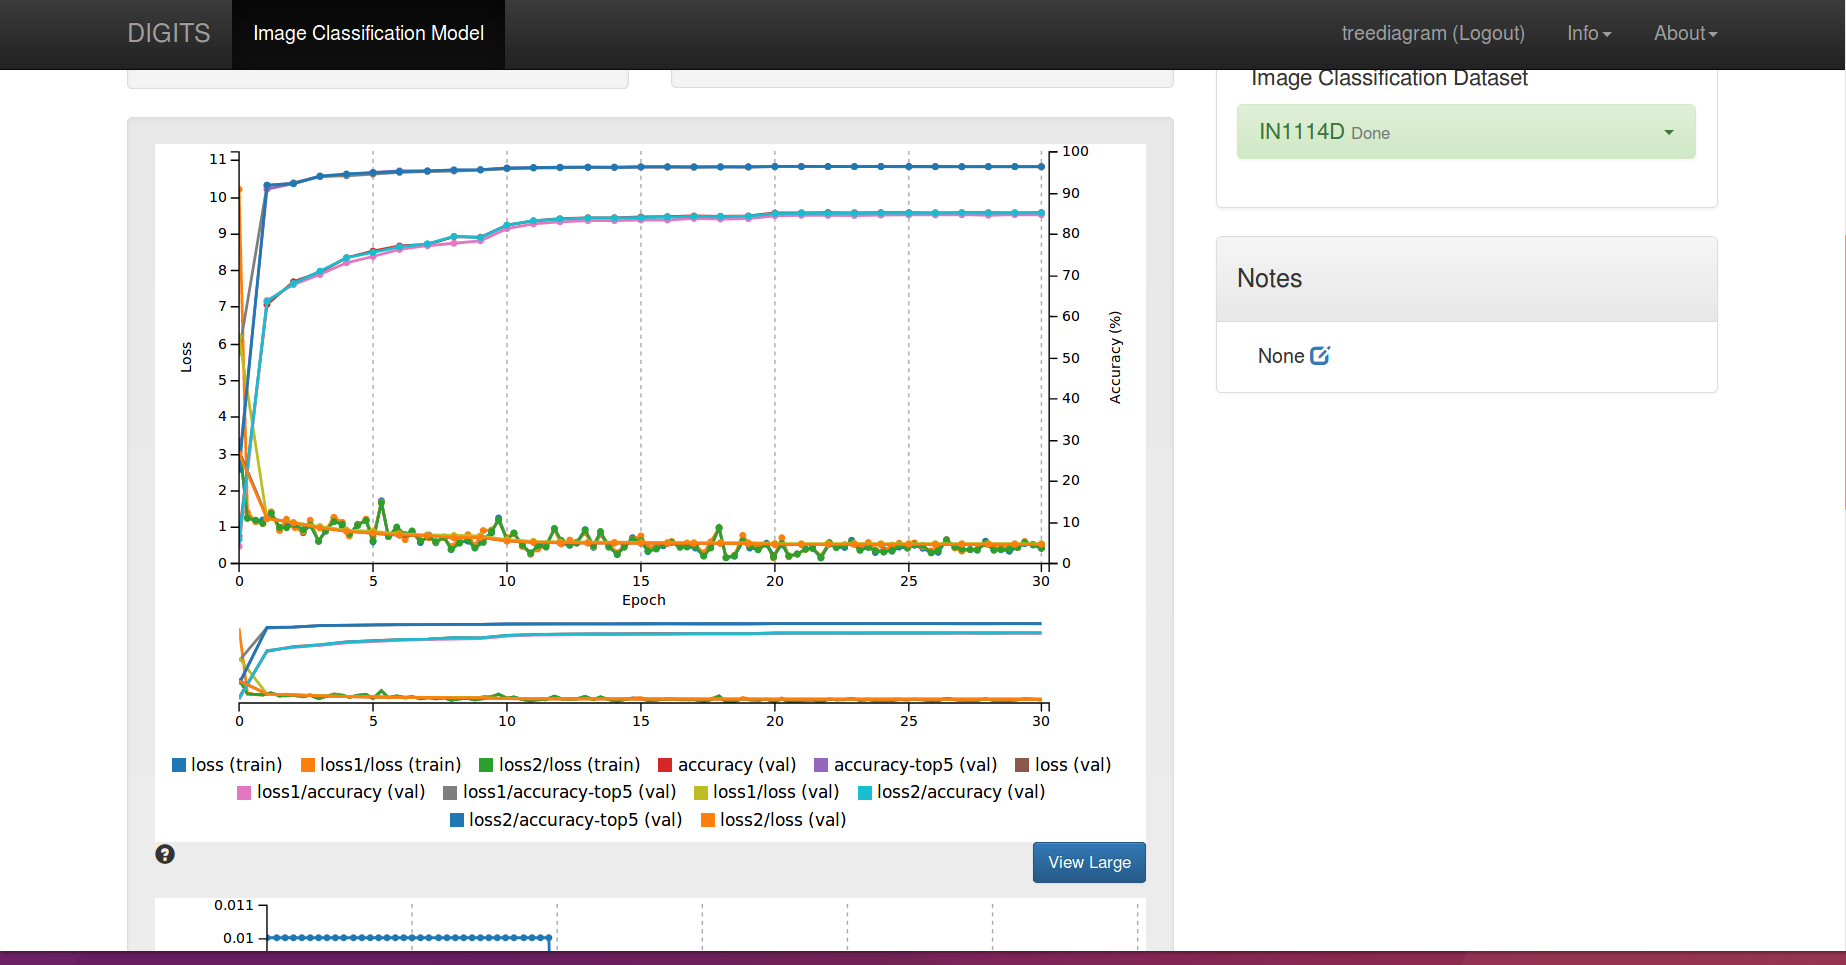 DIGITS Image Classification Model treediagram (Logout) Info About
Image Classification Dataset
IN1114D Done
Notes
None
11
10
9
8
7
6
5
4
3
2
1
0
Loss
100
90
80
70
60
50
40
30
20
10
0
Accuracy (%)
0 5 10 15 20 25 30
Epoch
0 5 10 15 20 25 30
loss (train) loss1/loss (train) loss2/loss (train) accuracy (val) accuracy-top5 (val) loss (val)
loss1/accuracy (val) loss1/accuracy-top5 (val) loss1/loss (val) loss2/accuracy (val)
loss2/accuracy-top5 (val) loss2/loss (val)
?
View Large
0.011
0.01